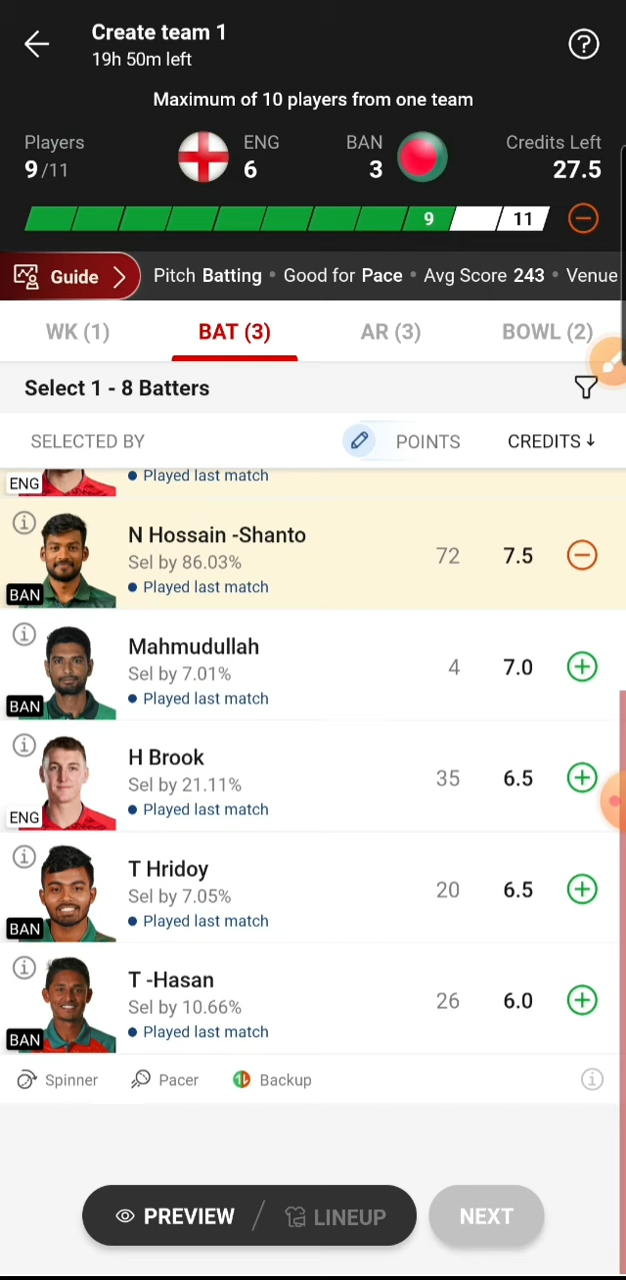 Create team 1
19h 50m left
Maximum of 10 players from one team
Players
9/11
ENG
6
BAN
3
Credits Left
27.5
9
11
Guide
Pitch Batting • Good for Pace • Avg Score 243 • Venue
WK (1)
BAT (3)
AR (3)
BOWL (2)
Select 1 - 8 Batters
SELECTED BY
POINTS
CREDITS ↓
ENG
Played last match
N Hossain -Shanto
Sel by 86.03%
72
7.5
Played last match
BAN
Mahmudullah
Sel by 7.01%
4
7.0
Played last match
BAN
H Brook
Sel by 21.11%
35
6.5
Played last match
ENG
T Hridoy
Sel by 7.05%
20
6.5
Played last match
BAN
T -Hasan
Sel by 10.66%
26
6.0
Played last match
BAN
Spinner
Pacer
Backup
PREVIEW / LINEUP
NEXT